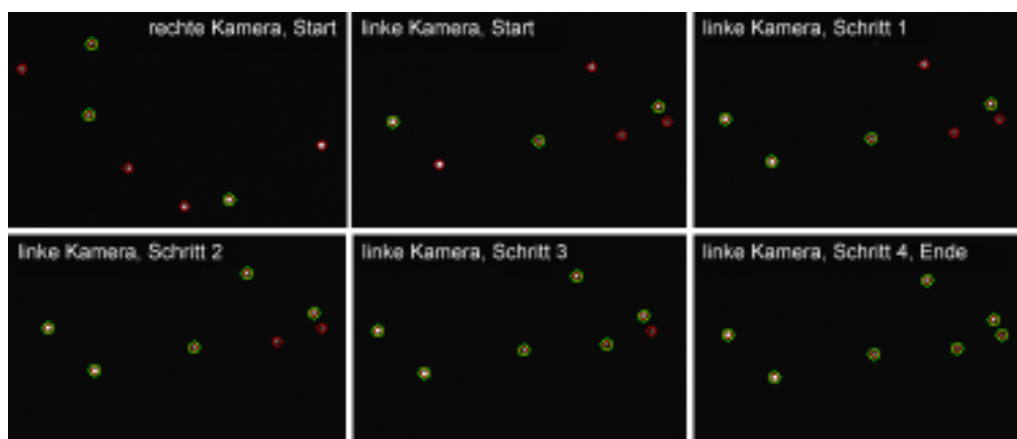 rechte Kamera, Start
linke Kamera, Start
linke Kamera, Schritt 1
linke Kamera, Schritt 2
linke Kamera, Schritt 3
linke Kamera, Schritt 4, Ende